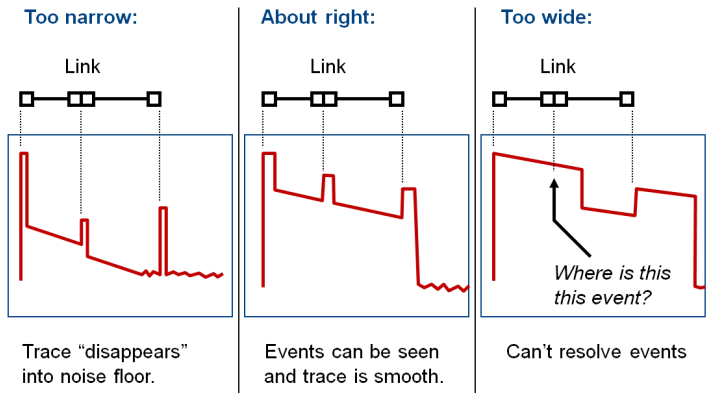 Too narrow:
About right:
Too wide:
Link
Link
Link
Where is this
this event?
Trace “disappears”
into noise floor.
Events can be seen
and trace is smooth.
Can’t resolve events